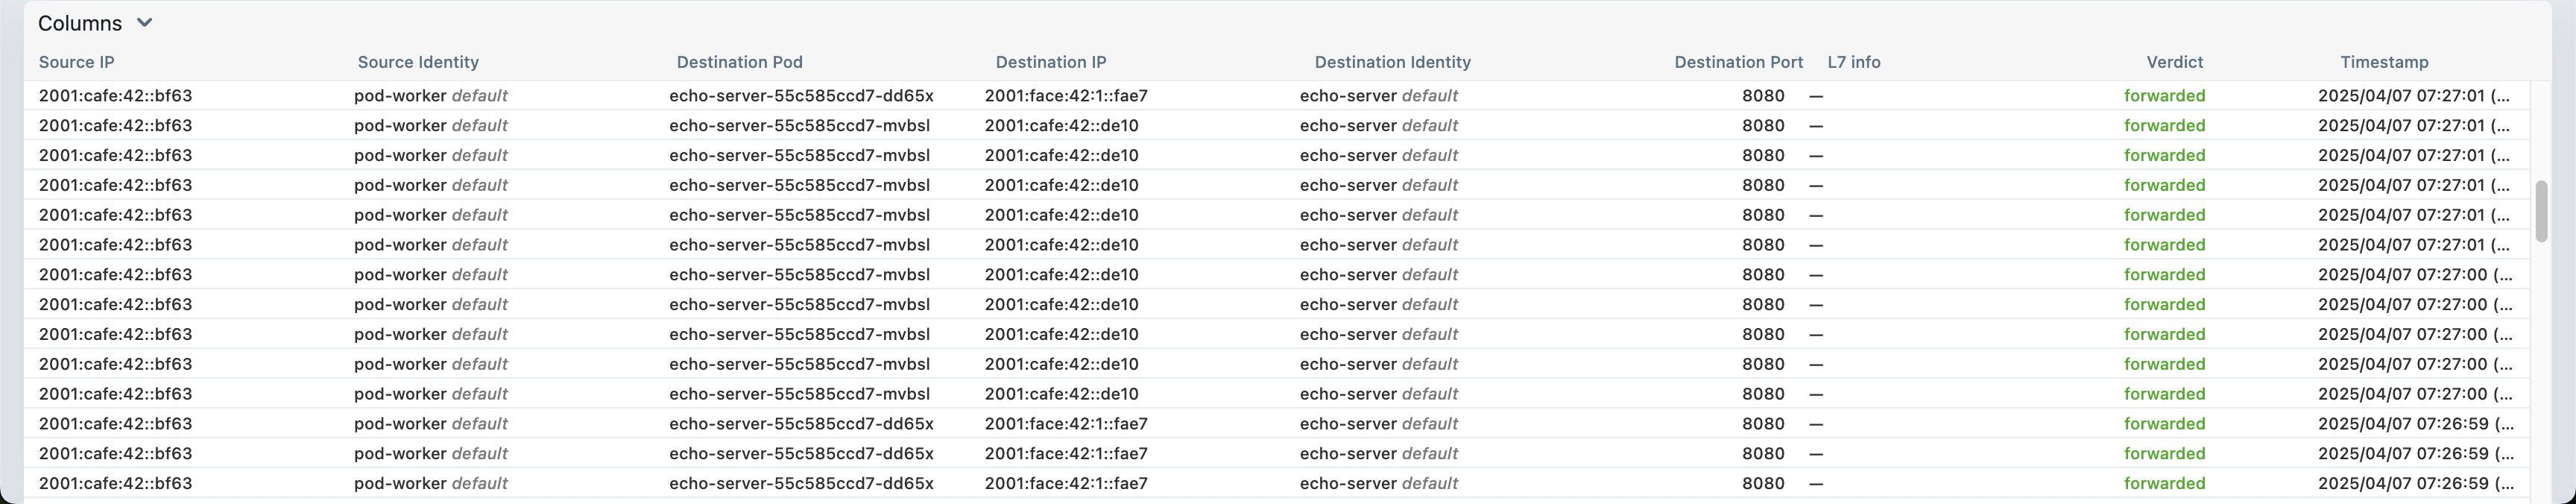 Columns
Source IP Source Identity Destination Pod Destination IP Destination Identity Destination Port L7 info Verdict Timestamp
2001:cafe:42::bf63 pod-worker default echo-server-55c585ccd7-dd65x 2001:face:42:1::fae7 echo-server default 8080 — forwarded 2025/04/07 07:27:01 (...
2001:cafe:42::bf63 pod-worker default echo-server-55c585ccd7-mvbsl 2001:cafe:42::de10 echo-server default 8080 — forwarded 2025/04/07 07:27:01 (...
2001:cafe:42::bf63 pod-worker default echo-server-55c585ccd7-mvbsl 2001:cafe:42::de10 echo-server default 8080 — forwarded 2025/04/07 07:27:01 (...
2001:cafe:42::bf63 pod-worker default echo-server-55c585ccd7-mvbsl 2001:cafe:42::de10 echo-server default 8080 — forwarded 2025/04/07 07:27:01 (...
2001:cafe:42::bf63 pod-worker default echo-server-55c585ccd7-mvbsl 2001:cafe:42::de10 echo-server default 8080 — forwarded 2025/04/07 07:27:01 (...
2001:cafe:42::bf63 pod-worker default echo-server-55c585ccd7-mvbsl 2001:cafe:42::de10 echo-server default 8080 — forwarded 2025/04/07 07:27:01 (...
2001:cafe:42::bf63 pod-worker default echo-server-55c585ccd7-mvbsl 2001:cafe:42::de10 echo-server default 8080 — forwarded 2025/04/07 07:27:00 (...
2001:cafe:42::bf63 pod-worker default echo-server-55c585ccd7-mvbsl 2001:cafe:42::de10 echo-server default 8080 — forwarded 2025/04/07 07:27:00 (...
2001:cafe:42::bf63 pod-worker default echo-server-55c585ccd7-mvbsl 2001:cafe:42::de10 echo-server default 8080 — forwarded 2025/04/07 07:27:00 (...
2001:cafe:42::bf63 pod-worker default echo-server-55c585ccd7-mvbsl 2001:cafe:42::de10 echo-server default 8080 — forwarded 2025/04/07 07:27:00 (...
2001:cafe:42::bf63 pod-worker default echo-server-55c585ccd7-mvbsl 2001:cafe:42::de10 echo-server default 8080 — forwarded 2025/04/07 07:27:00 (...
2001:cafe:42::bf63 pod-worker default echo-server-55c585ccd7-dd65x 2001:face:42:1::fae7 echo-server default 8080 — forwarded 2025/04/07 07:26:59 (...
2001:cafe:42::bf63 pod-worker default echo-server-55c585ccd7-dd65x 2001:face:42:1::fae7 echo-server default 8080 — forwarded 2025/04/07 07:26:59 (...
2001:cafe:42::bf63 pod-worker default echo-server-55c585ccd7-dd65x 2001:face:42:1::fae7 echo-server default 8080 — forwarded 2025/04/07 07:26:59 (...